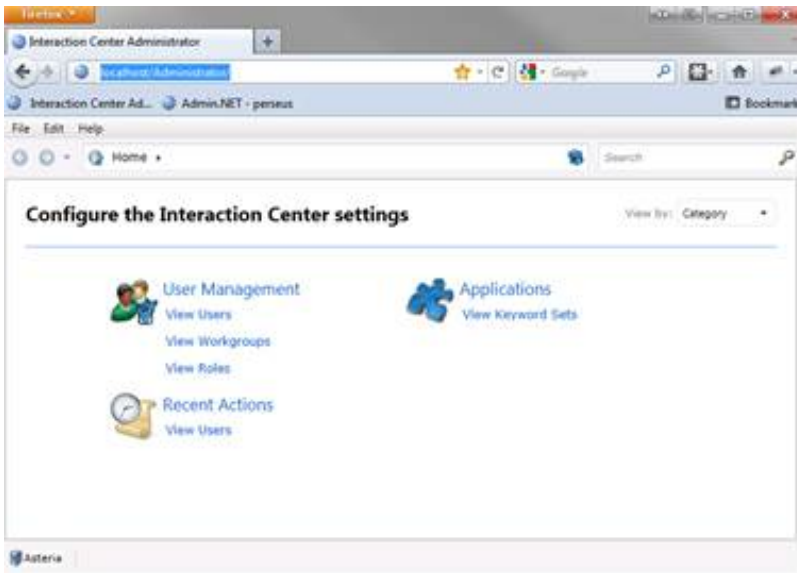 Firefox
Interaction Center Administrator
localhost/Administrator/
Google
Interaction Center Ad... Admin.NET - perseus
Bookmark
File Edit Help
Home
Search
Configure the Interaction Center settings
View by: Category
User Management
View Users
View Workgroups
View Roles
Applications
View Keyword Sets
Recent Actions
View Users
Asteria